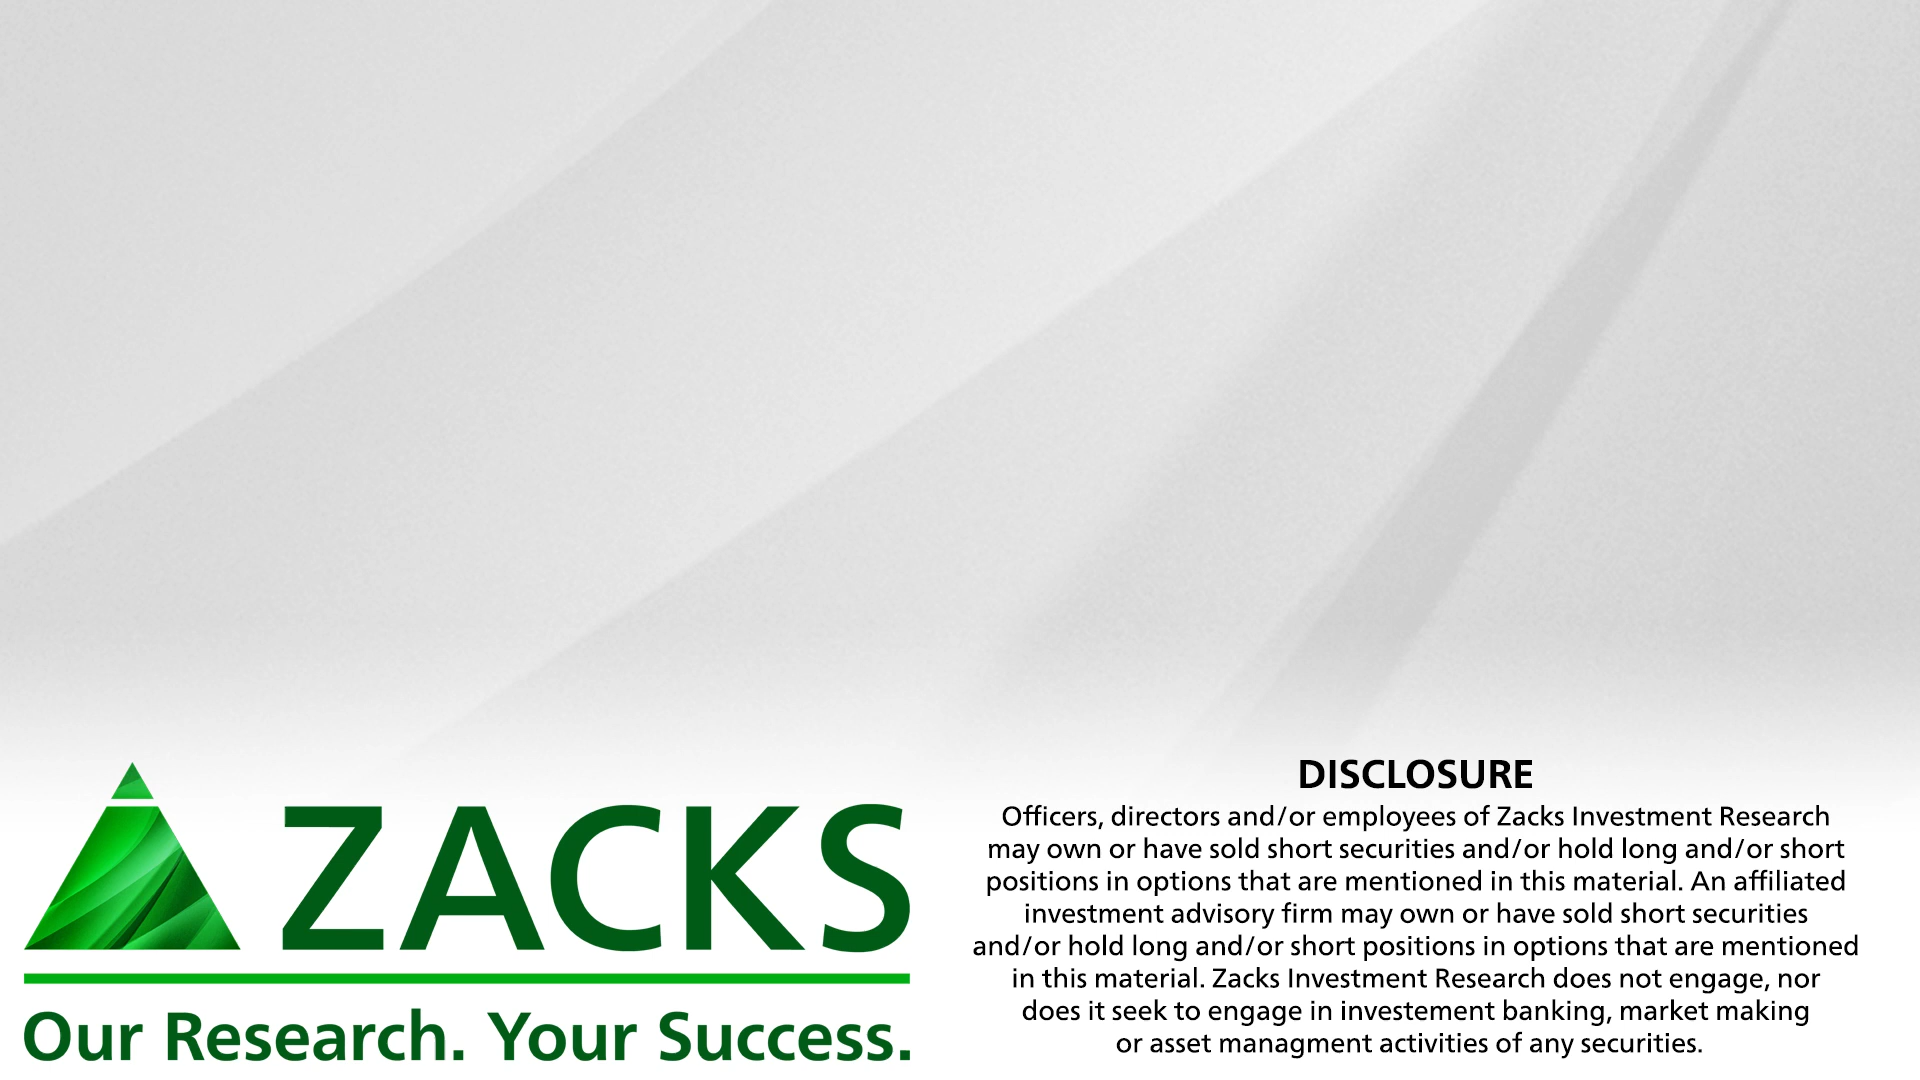 ZACKS
Our Research. Your Success.
DISCLOSURE
Officers, directors and/or employees of Zacks Investment Research
may own or have sold short securities and/or hold long and/or short
positions in options that are mentioned in this material. An affiliated
investment advisory firm may own or have sold short securities
and/or hold long and/or short positions in options that are mentioned
in this material. Zacks Investment Research does not engage, nor
does it seek to engage in investement banking, market making
or asset managment activities of any securities.